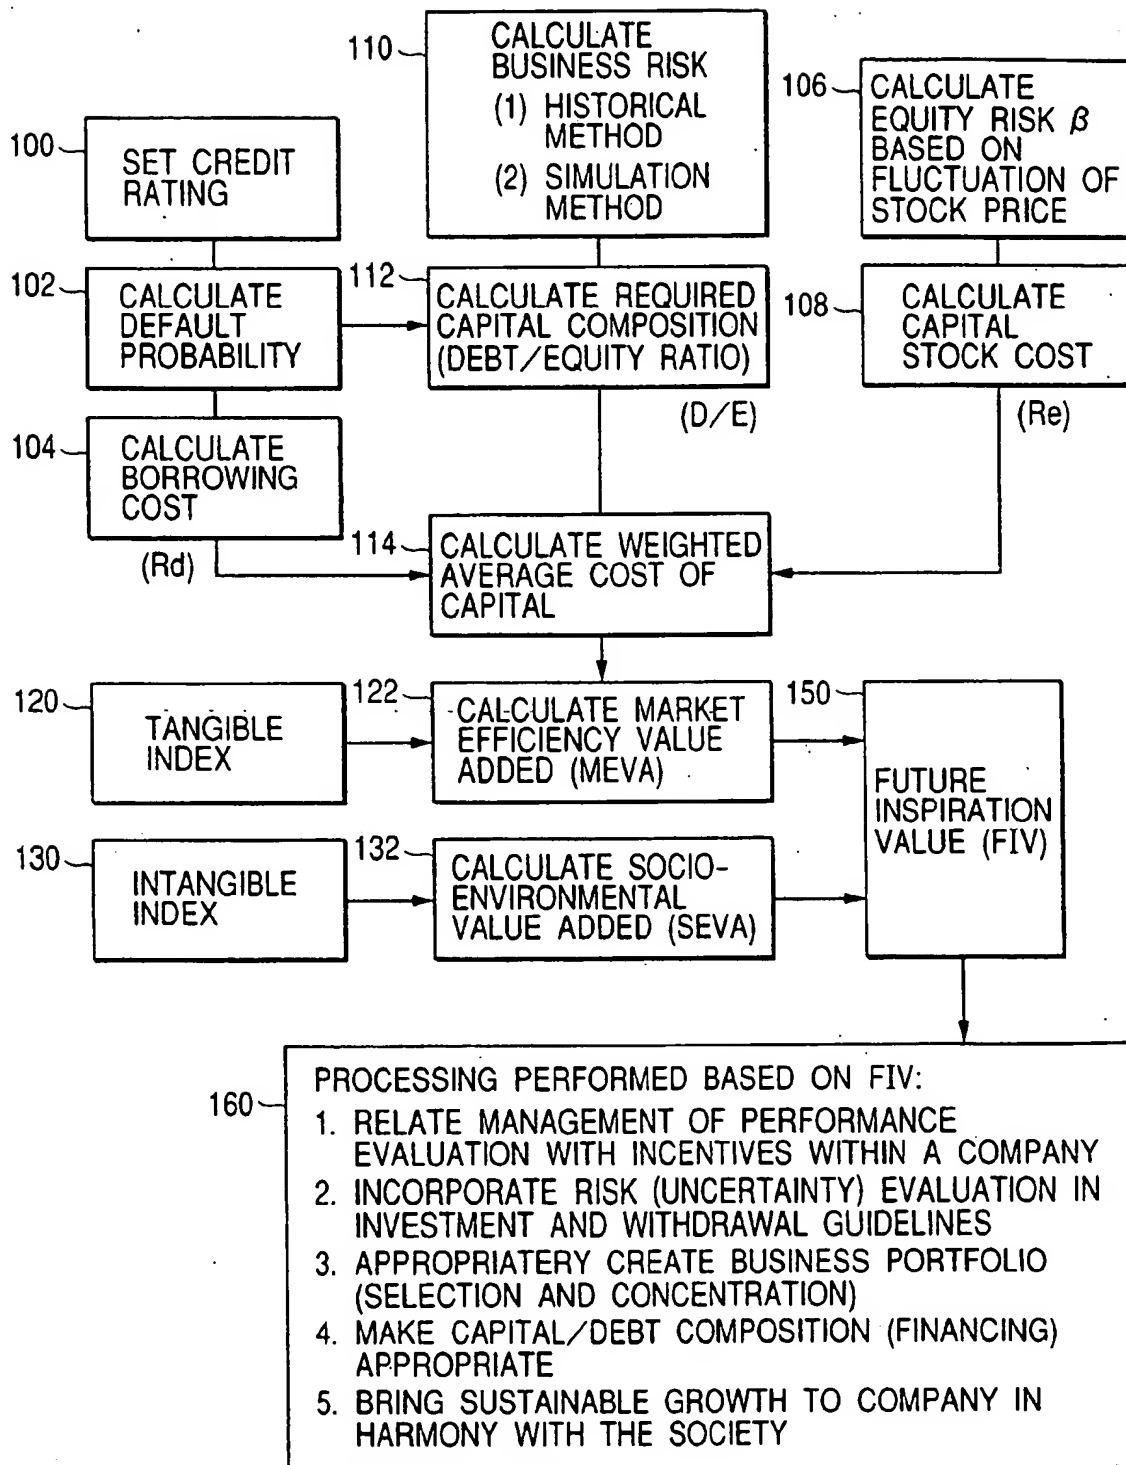 110
CALCULATE
BUSINESS RISK
(1) HISTORICAL
METHOD
(2) SIMULATION
METHOD
106
CALCULATE
EQUITY RISK β
BASED ON
FLUCTUATION OF
STOCK PRICE
100
SET CREDIT
RATING
102
CALCULATE
DEFAULT
PROBABILITY
112
CALCULATE REQUIRED
CAPITAL COMPOSITION
(DEBT/EQUITY RATIO)
(D/E)
108
CALCULATE
CAPITAL
STOCK COST
(Re)
104
CALCULATE
BORROWING
COST
(Rd)
114
CALCULATE WEIGHTED
AVERAGE COST OF
CAPITAL
120
TANGIBLE
INDEX
122
CALCULATE MARKET
EFFICIENCY VALUE
ADDED (MEVA)
150
FUTURE
INSPIRATION
VALUE (FIV)
130
INTANGIBLE
INDEX
132
CALCULATE SOCIO-
ENVIRONMENTAL
VALUE ADDED (SEVA)
160
PROCESSING PERFORMED BASED ON FIV:
1. RELATE MANAGEMENT OF PERFORMANCE
EVALUATION WITH INCENTIVES WITHIN A COMPANY
2. INCORPORATE RISK (UNCERTAINTY) EVALUATION IN
INVESTMENT AND WITHDRAWAL GUIDELINES
3. APPROPRIATERY CREATE BUSINESS PORTFOLIO
(SELECTION AND CONCENTRATION)
4. MAKE CAPITAL/DEBT COMPOSITION (FINANCING)
APPROPRIATE
5. BRING SUSTAINABLE GROWTH TO COMPANY IN
HARMONY WITH THE SOCIETY